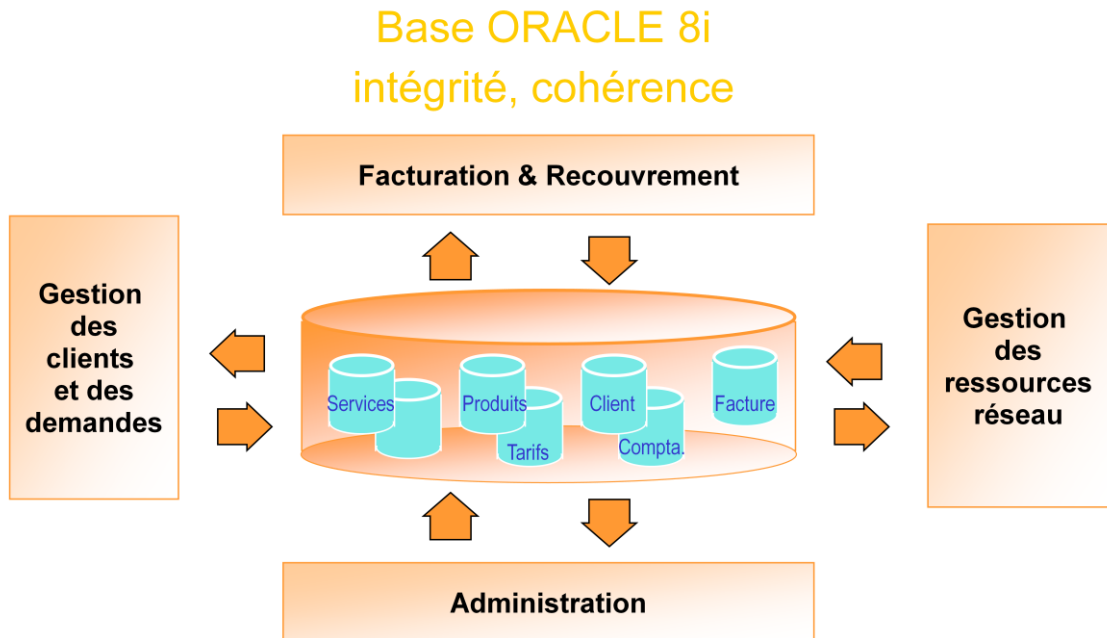 Base ORACLE 8i
intégrité, cohérence
Facturation & Recouvrement
Gestion
des
clients
et des
demandes
Services
Produits
Client
Facture
Tarifs
Compta.
Gestion
des
ressources
réseau
Administration